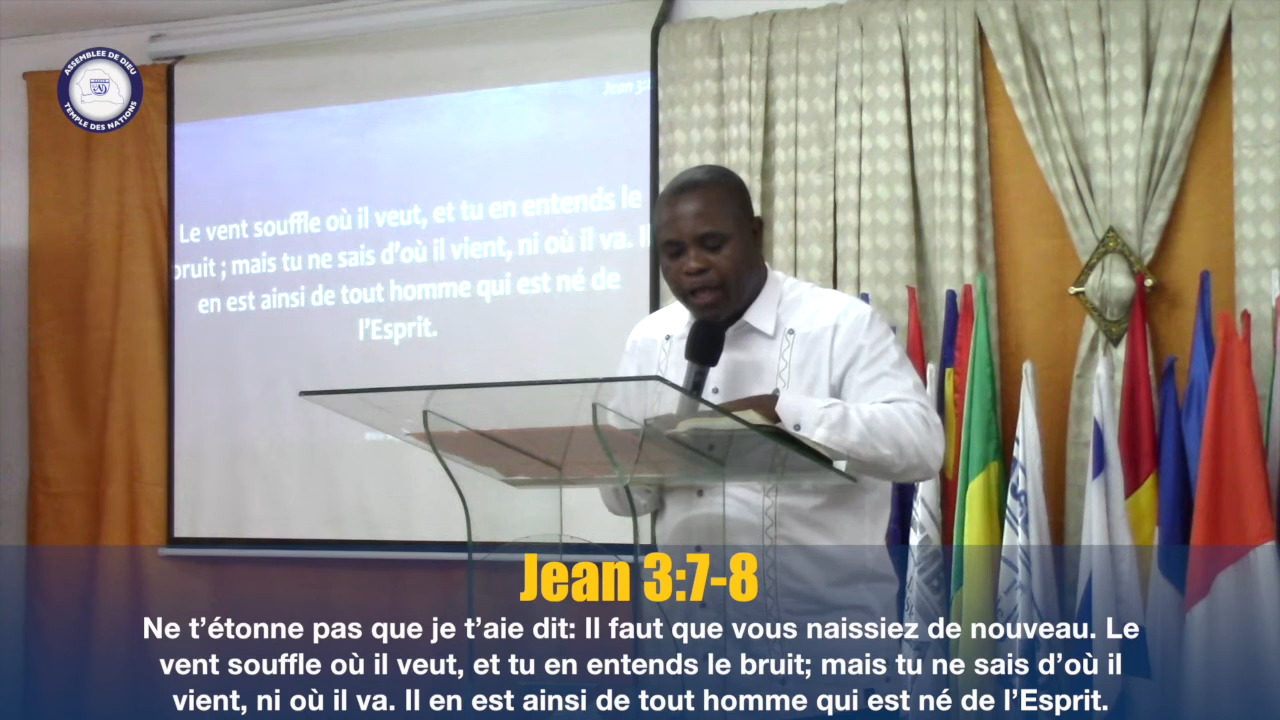 ASSEMBLEE DE DIEU
TEMPLE DES NATIONS
Jean 3:
Le vent souffle où il veut, et tu en entends le
bruit ; mais tu ne sais d'où il vient, ni où il va. Il
en est ainsi de tout homme qui est né de
l'Esprit.
Jean 3:7-8
Ne t’étonne pas que je t’aie dit: Il faut que vous naissiez de nouveau. Le
vent souffle où il veut, et tu en entends le bruit; mais tu ne sais d’où il
vient, ni où il va. Il en est ainsi de tout homme qui est né de l’Esprit.